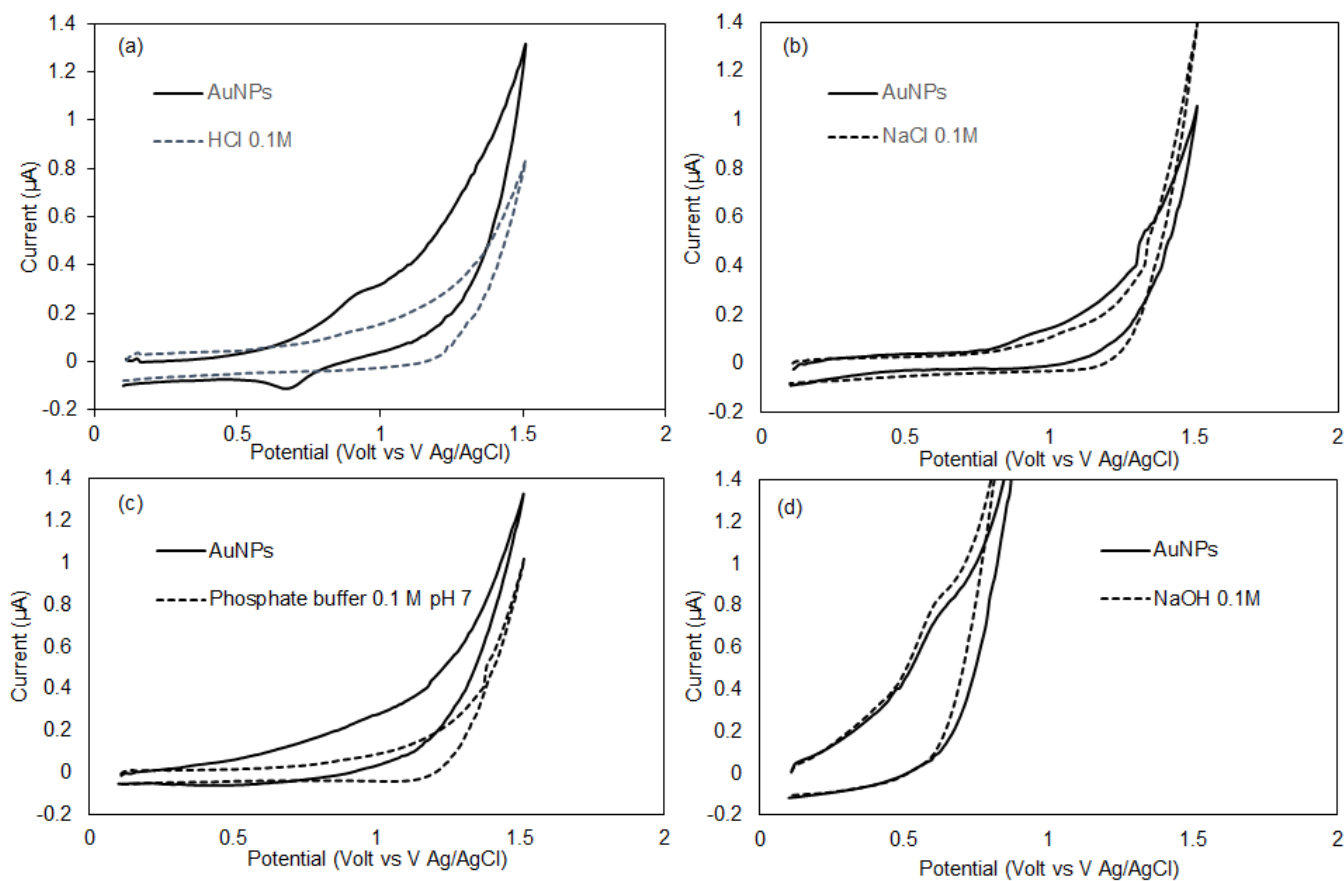 (a)
AuNPs
HCl 0.1M
Current (µA)
1.4
1.2
1
0.8
0.6
0.4
0.2
0
-0.2
0
0.5
1
1.5
2
Potential (Volt vs V Ag/AgCl)
(b)
AuNPs
NaCl 0.1M
Current (µA)
1.4
1.2
1
0.8
0.6
0.4
0.2
0
-0.2
0
0.5
1
1.5
2
Potential (Volt vs V Ag/AgCl)
(c)
AuNPs
Phosphate buffer 0.1 M pH 7
Current (µA)
1.4
1.2
1
0.8
0.6
0.4
0.2
0
-0.2
0
0.5
1
1.5
2
Potential (Volt vs V Ag/AgCl)
(d)
AuNPs
NaOH 0.1M
Current (µA)
1.4
1.2
1
0.8
0.6
0.4
0.2
0
-0.2
0
0.5
1
1.5
2
Potential (Volt vs V Ag/AgCl)